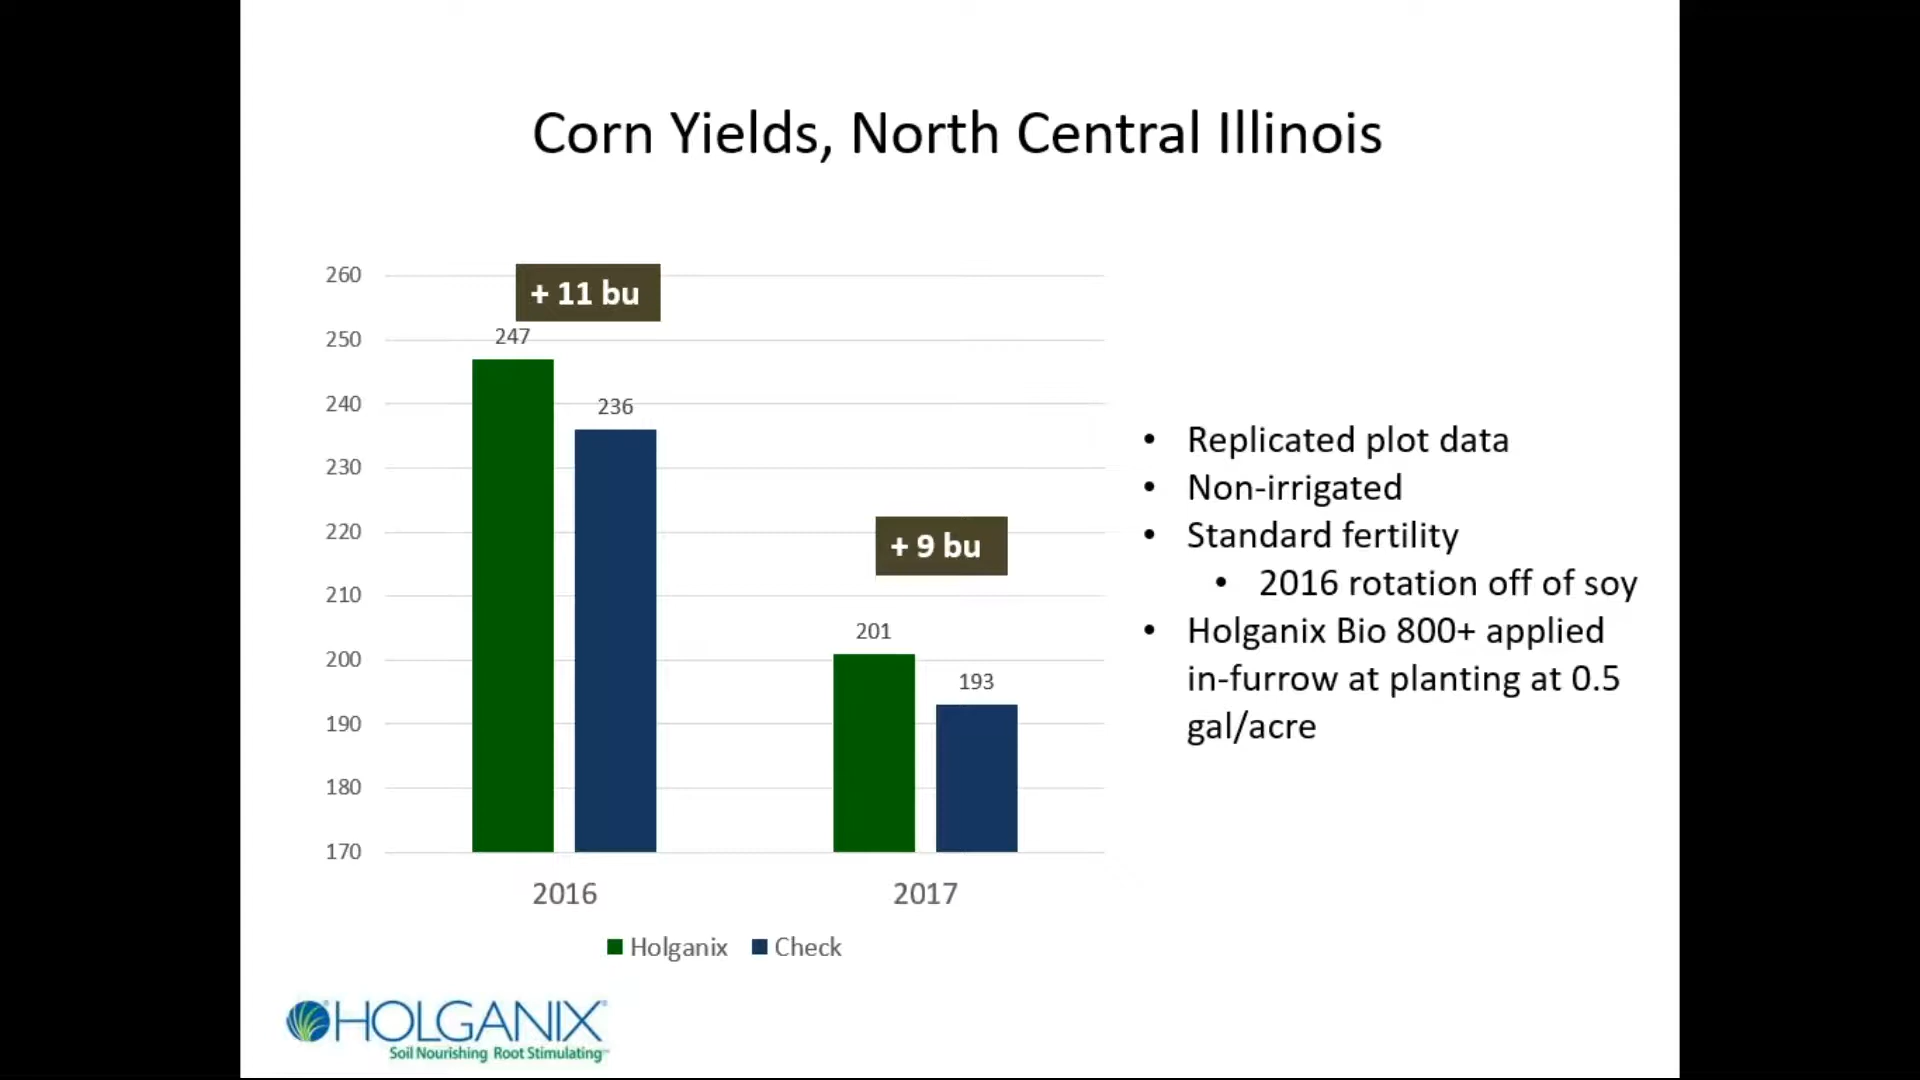 Corn Yields, North Central Illinois
260
250
240
230
220
210
200
190
180
170
+ 11 bu
247
236
+ 9 bu
201
193
2016
2017
Holganix
Check
• Replicated plot data
• Non-irrigated
• Standard fertility
• 2016 rotation off of soy
• Holganix Bio 800+ applied
in-furrow at planting at 0.5
gal/acre
HOLGANIX®
Soil Nourishing Root Stimulating™